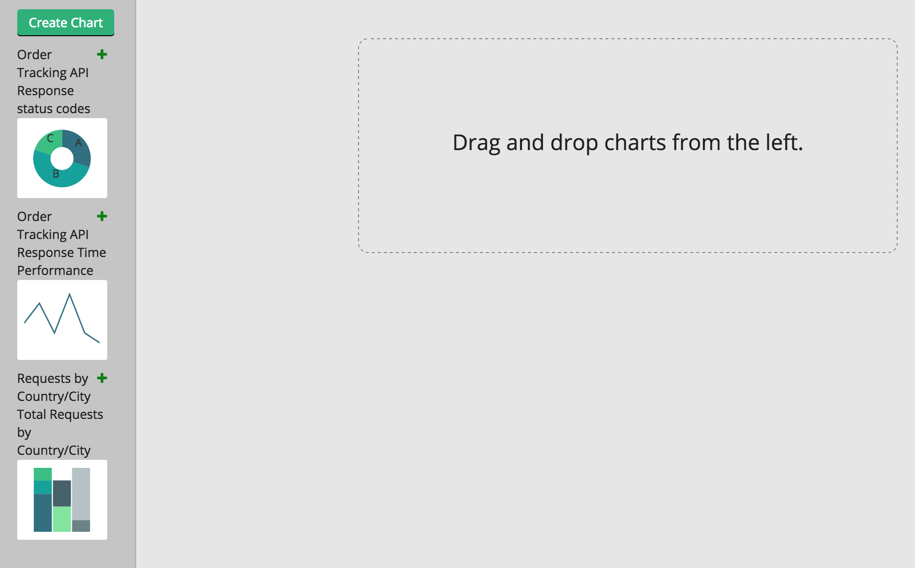 Create Chart
Order
Tracking API
Response
status codes
C
A
B
Order
Tracking API
Response Time
Performance
Requests by
Country/City
Total Requests
by
Country/City
Drag and drop charts from the left.